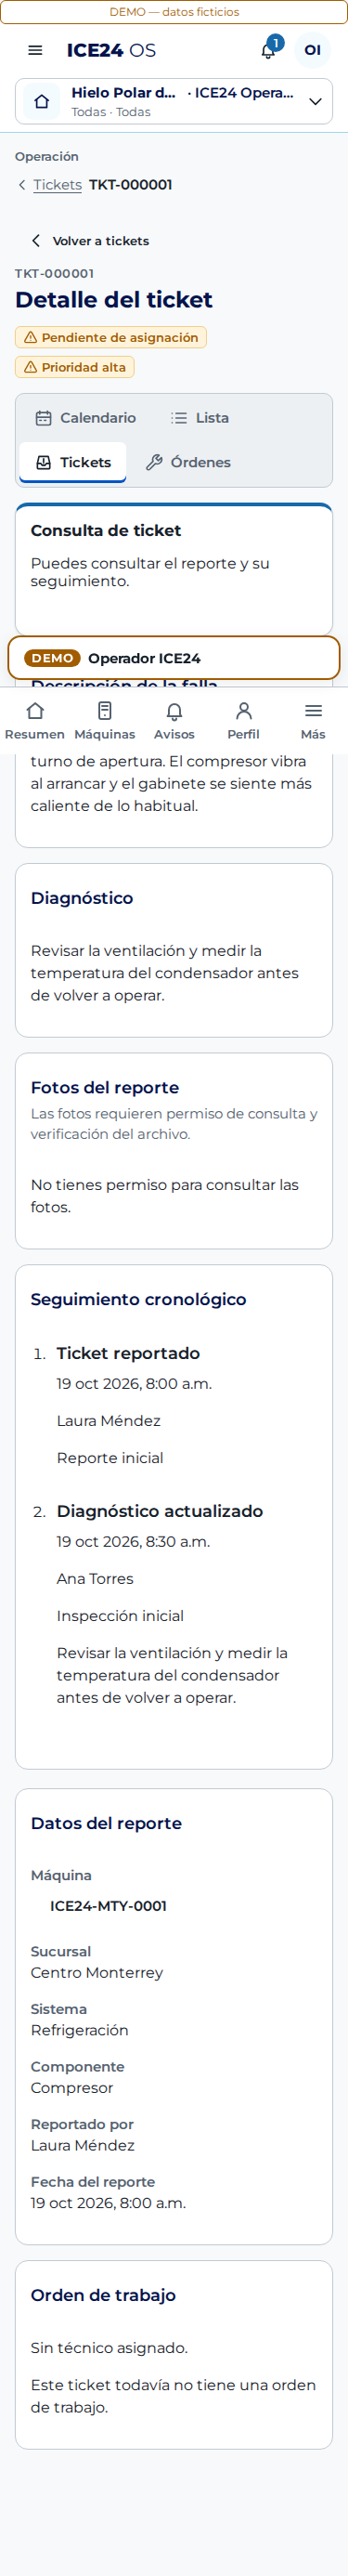 DEMO — datos ficticios
ICE24 OS
1
OI
Hielo Polar d... · ICE24 Opera...
Todas · Todas
Operación
Tickets TKT-000001
Volver a tickets
TKT-000001
Detalle del ticket
Pendiente de asignación
Prioridad alta
Calendario
Lista
Tickets
Órdenes
Consulta de ticket
Puedes consultar el reporte y su
seguimiento.
DEMO Operador ICE24
Descripción de la falla
Resumen
Máquinas
Avisos
Perfil
Más
turno de apertura. El compresor vibra
al arrancar y el gabinete se siente más
caliente de lo habitual.
Diagnóstico
Revisar la ventilación y medir la
temperatura del condensador antes
de volver a operar.
Fotos del reporte
Las fotos requieren permiso de consulta y
verificación del archivo.
No tienes permiso para consultar las
fotos.
Seguimiento cronológico
1. Ticket reportado
19 oct 2026, 8:00 a.m.
Laura Méndez
Reporte inicial
2. Diagnóstico actualizado
19 oct 2026, 8:30 a.m.
Ana Torres
Inspección inicial
Revisar la ventilación y medir la
temperatura del condensador
antes de volver a operar.
Datos del reporte
Máquina
ICE24-MTY-0001
Sucursal
Centro Monterrey
Sistema
Refrigeración
Componente
Compresor
Reportado por
Laura Méndez
Fecha del reporte
19 oct 2026, 8:00 a.m.
Orden de trabajo
Sin técnico asignado.
Este ticket todavía no tiene una orden
de trabajo.